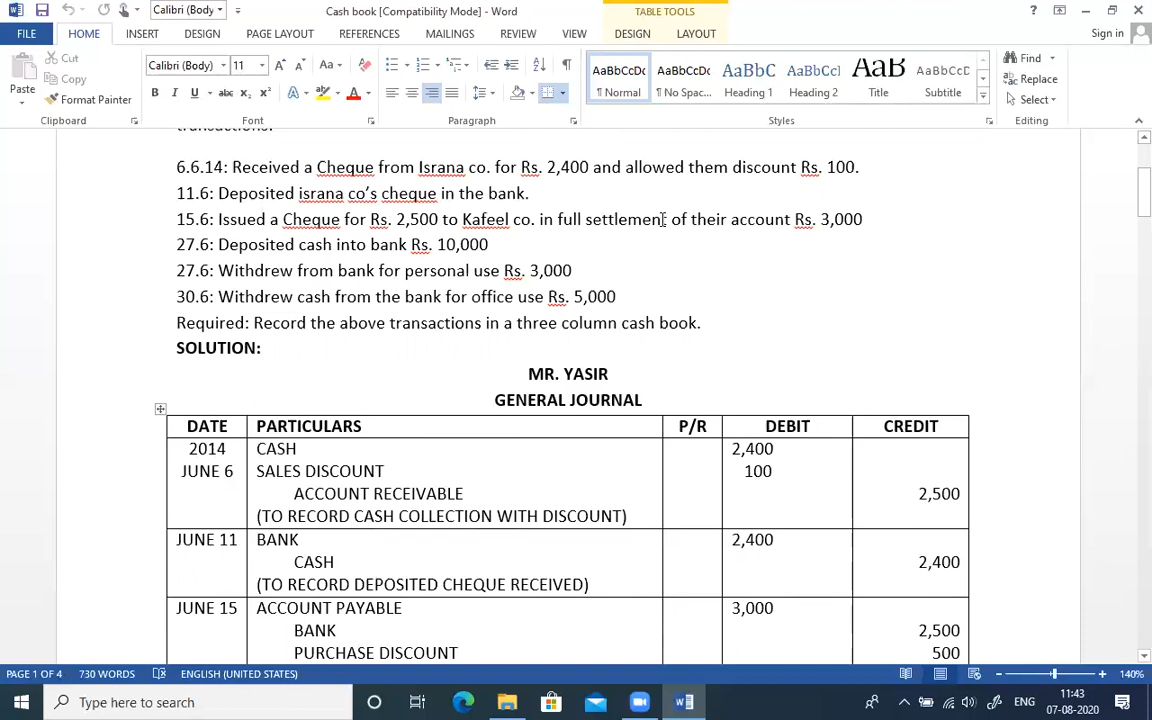 Calibri (Body
Cash book [Compatibility Mode] - Word
TABLE TOOLS
?
FILE
HOME
INSERT
DESIGN
PAGE LAYOUT
REFERENCES
MAILINGS
REVIEW
VIEW
DESIGN
LAYOUT
Sign in
Paste
Cut
Copy
Format Painter
Calibri (Body)
11
Aa
B I U abc x₂ x²
AaBbCcDc AaBbCcDc AaBbC AaBbCcI AaB AaBbCcD
¶ Normal ¶ No Spac... Heading 1 Heading 2 Title Subtitle
Find
Replace
Select
Clipboard
Font
Paragraph
Styles
Editing
transactions.
6.6.14: Received a Cheque from Israna co. for Rs. 2,400 and allowed them discount Rs. 100.
11.6: Deposited israna co's cheque in the bank.
15.6: Issued a Cheque for Rs. 2,500 to Kafeel co. in full settlement of their account Rs. 3,000
27.6: Deposited cash into bank Rs. 10,000
27.6: Withdrew from bank for personal use Rs. 3,000
30.6: Withdrew cash from the bank for office use Rs. 5,000
Required: Record the above transactions in a three column cash book.
SOLUTION:
MR. YASIR
GENERAL JOURNAL
DATE PARTICULARS P/R DEBIT CREDIT
2014 CASH 2,400
JUNE 6 SALES DISCOUNT 100
ACCOUNT RECEIVABLE 2,500
(TO RECORD CASH COLLECTION WITH DISCOUNT)
JUNE 11 BANK 2,400
CASH 2,400
(TO RECORD DEPOSITED CHEQUE RECEIVED)
JUNE 15 ACCOUNT PAYABLE 3,000
BANK 2,500
PURCHASE DISCOUNT 500
PAGE 1 OF 4
730 WORDS
ENGLISH (UNITED STATES)
140%
Type here to search
ENG
11:43
07-08-2020